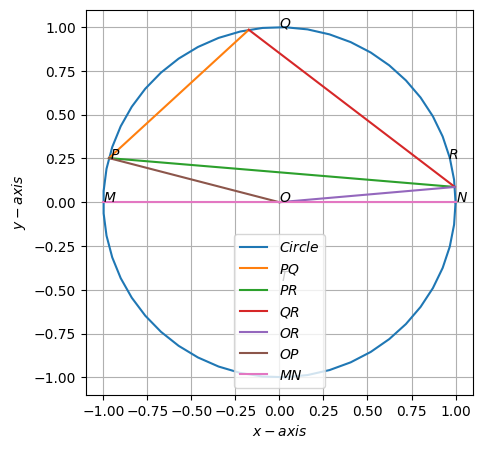 1.00
0.75
0.50
0.25
0.00
−0.25
−0.50
−0.75
−1.00
y − axis
Q
P
R
M
O
N
Circle
PQ
PR
QR
OR
OP
MN
−1.00 −0.75 −0.50 −0.25 0.00 0.25 0.50 0.75 1.00
x − axis